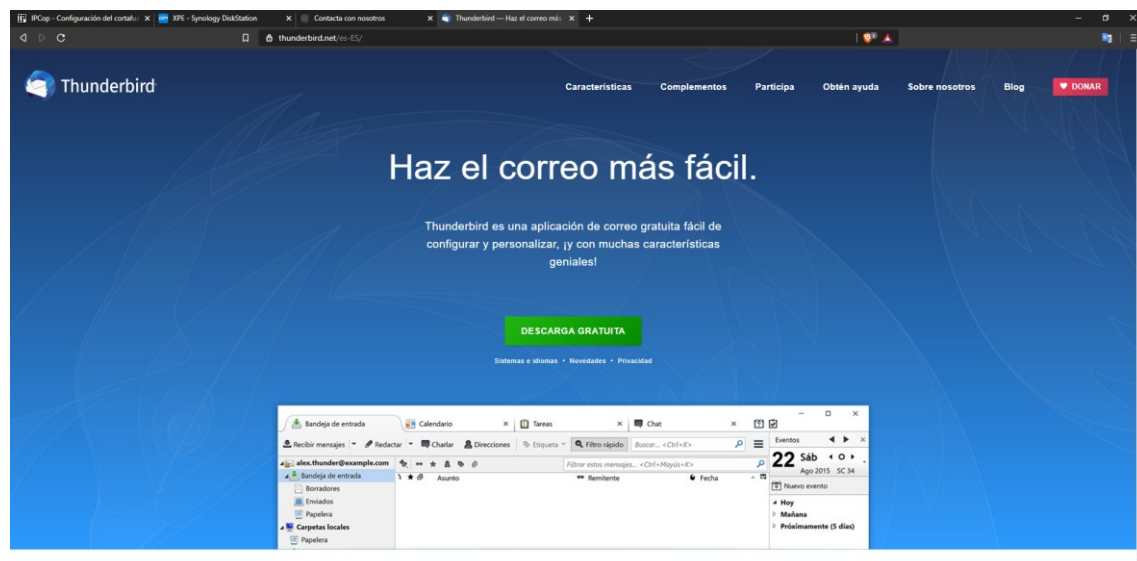 IPCop - Configuración del cortafu
XPE - Synology DiskStation
Contacta con nosotros
Thunderbird — Haz el correo más
thunderbird.net/es-ES/
Thunderbird
Características
Complementos
Participa
Obtén ayuda
Sobre nosotros
Blog
DONAR
Haz el correo más fácil.
Thunderbird es una aplicación de correo gratuita fácil de
configurar y personalizar, ¡y con muchas características
geniales!
DESCARGA GRATUITA
Sistemas e idiomas • Novedades • Privacidad
Bandeja de entrada
Calendario
Tareas
Chat
Recibir mensajes
Redactar
Charlar
Direcciones
Etiqueta
Filtro rápido
Buscar... <Ctrl+K>
Eventos
alex.thunder@example.com
Filtrar estos mensajes... <Ctrl+Mayús+K>
22
Sáb
Ago 2015 SC 34
Bandeja de entrada
Asunto
Remitente
Fecha
Borradores
Nuevo evento
Enviados
Hoy
Papelera
Mañana
Carpetas locales
Próximamente (5 días)
Papelera